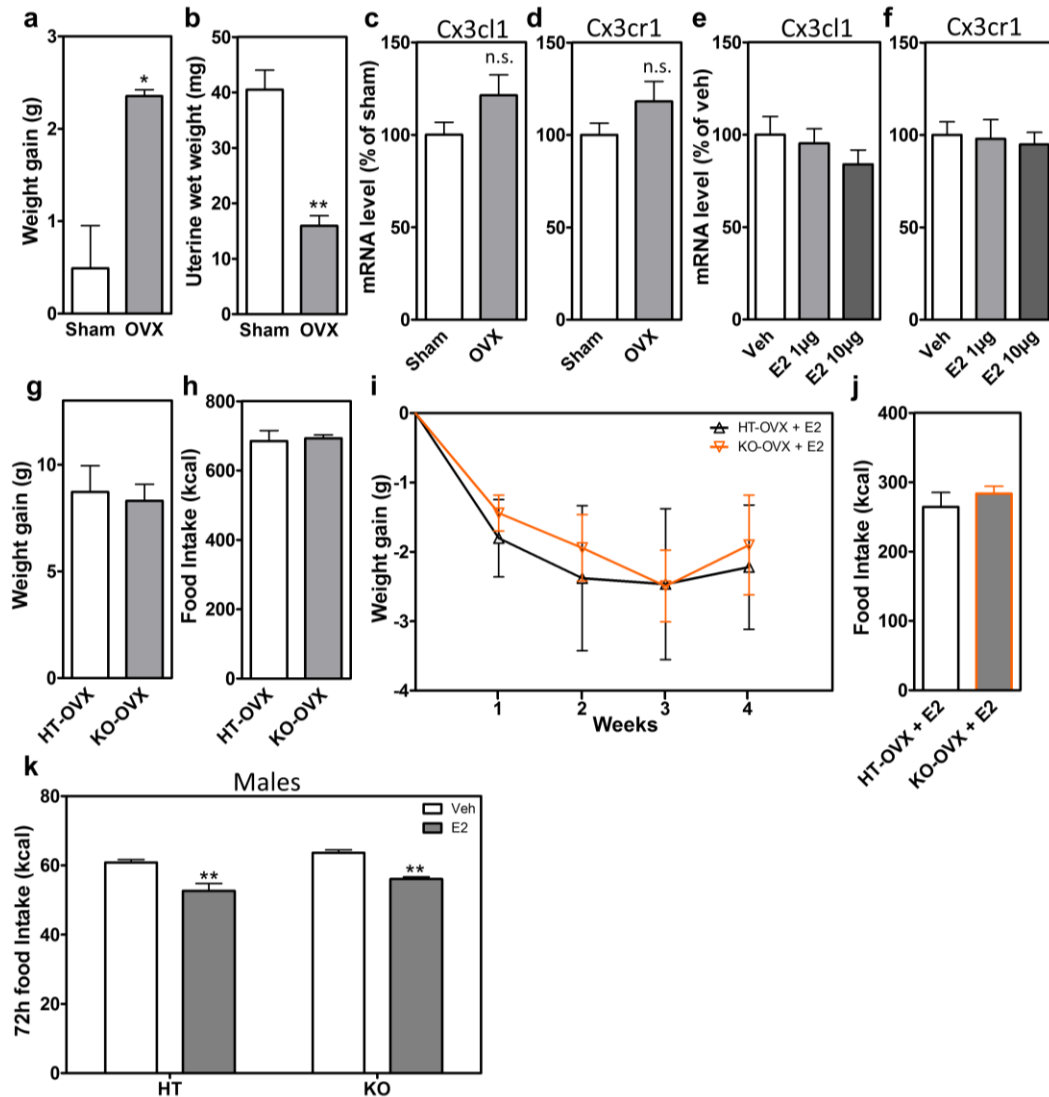 a
Weight gain (g)
3
2
1
0
*
Sham OVX
b
Uterine wet weight (mg)
50
40
30
20
10
0
**
Sham OVX
c
Cx3cl1
mRNA level (% of sham)
150
100
50
0
n.s.
Sham
OVX
d
Cx3cr1
150
100
50
0
n.s.
Sham
OVX
e
Cx3cl1
mRNA level (% of veh)
150
100
50
0
Veh
E2 1µg
E2 10µg
f
Cx3cr1
150
100
50
0
Veh
E2 1µg
E2 10µg
g
Weight gain (g)
10
5
0
HT-OVX
KO-OVX
h
Food Intake (kcal)
800
600
400
200
0
HT-OVX
KO-OVX
i
Weight gain (g)
0
-1
-2
-3
-4
HT-OVX + E2
KO-OVX + E2
1 2 3 4
Weeks
j
Food Intake (kcal)
400
300
200
100
0
HT-OVX + E2
KO-OVX + E2
k
Males
72h food Intake (kcal)
80
60
40
20
0
Veh
E2
**
**
HT KO